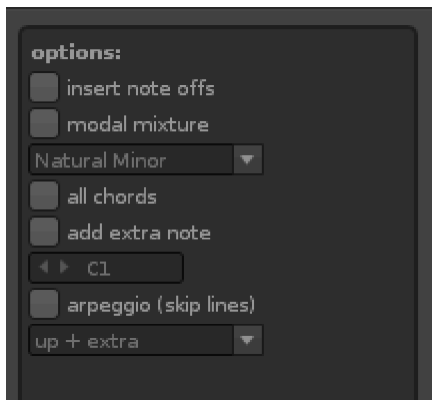 options:
insert note offs
modal mixture
Natural Minor
all chords
add extra note
C1
arpeggio (skip lines)
up + extra